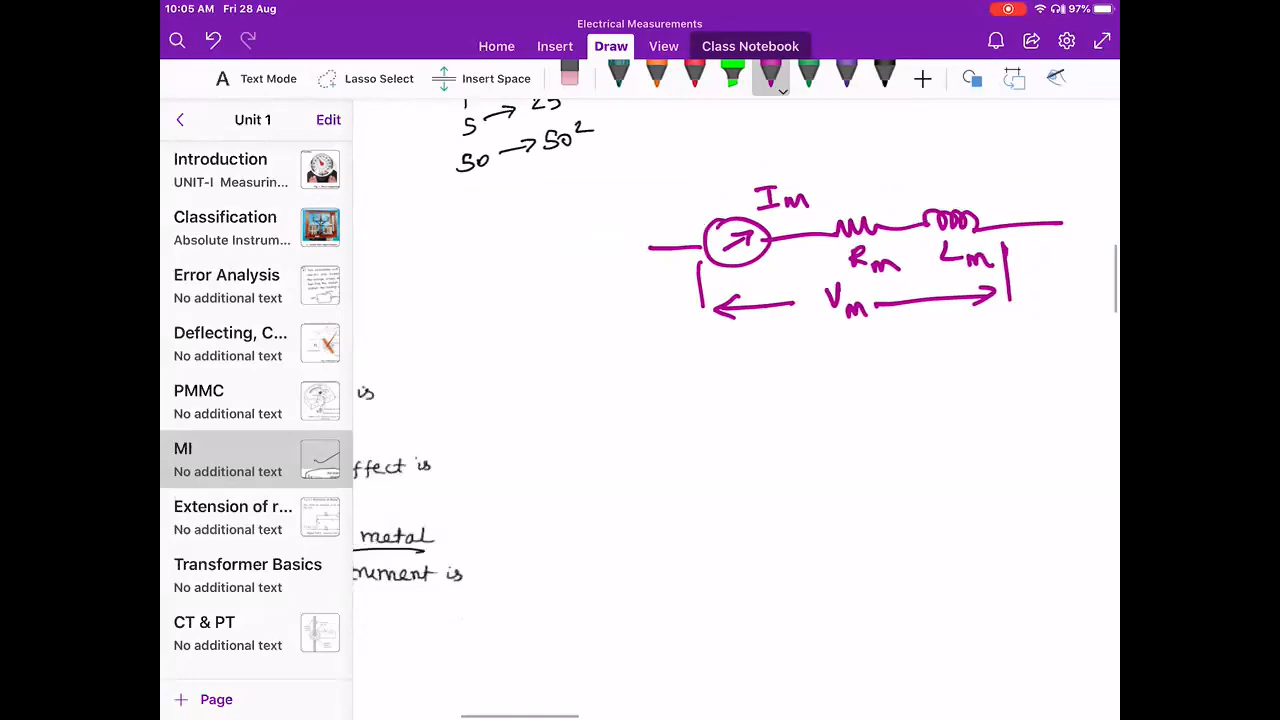 10:05 AM Fri 28 Aug
97%
Electrical Measurements
Home Insert Draw View Class Notebook
A Text Mode Lasso Select Insert Space
Unit 1 Edit
Introduction
UNIT-I Measurin...
Classification
Absolute Instrum...
Error Analysis
No additional text
Deflecting, C...
No additional text
PMMC
No additional text
MI
No additional text
Extension of r...
No additional text
Transformer Basics
No additional text
CT & PT
No additional text
+ Page
5 → 25
50 → 50²
Im
Rm Lm
Vm
is
ffect is
metal
rument is